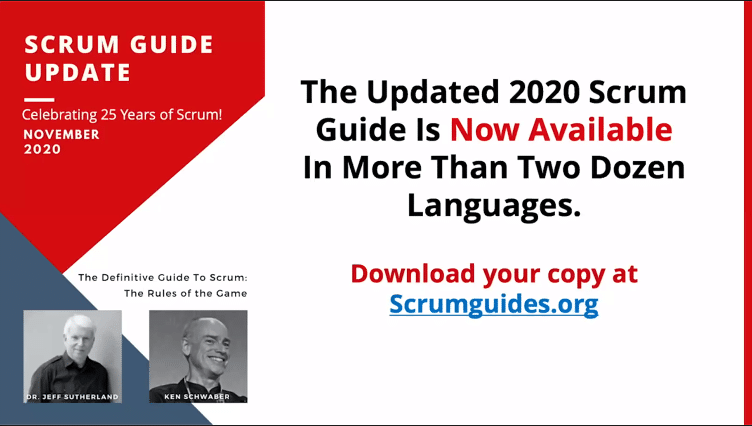 SCRUM GUIDE
UPDATE
Celebrating 25 Years of Scrum!
NOVEMBER
2020
The Definitive Guide To Scrum:
The Rules of the Game
DR. JEFF SUTHERLAND
KEN SCHWABER
The Updated 2020 Scrum
Guide Is Now Available
In More Than Two Dozen
Languages.
Download your copy at
Scrumguides.org